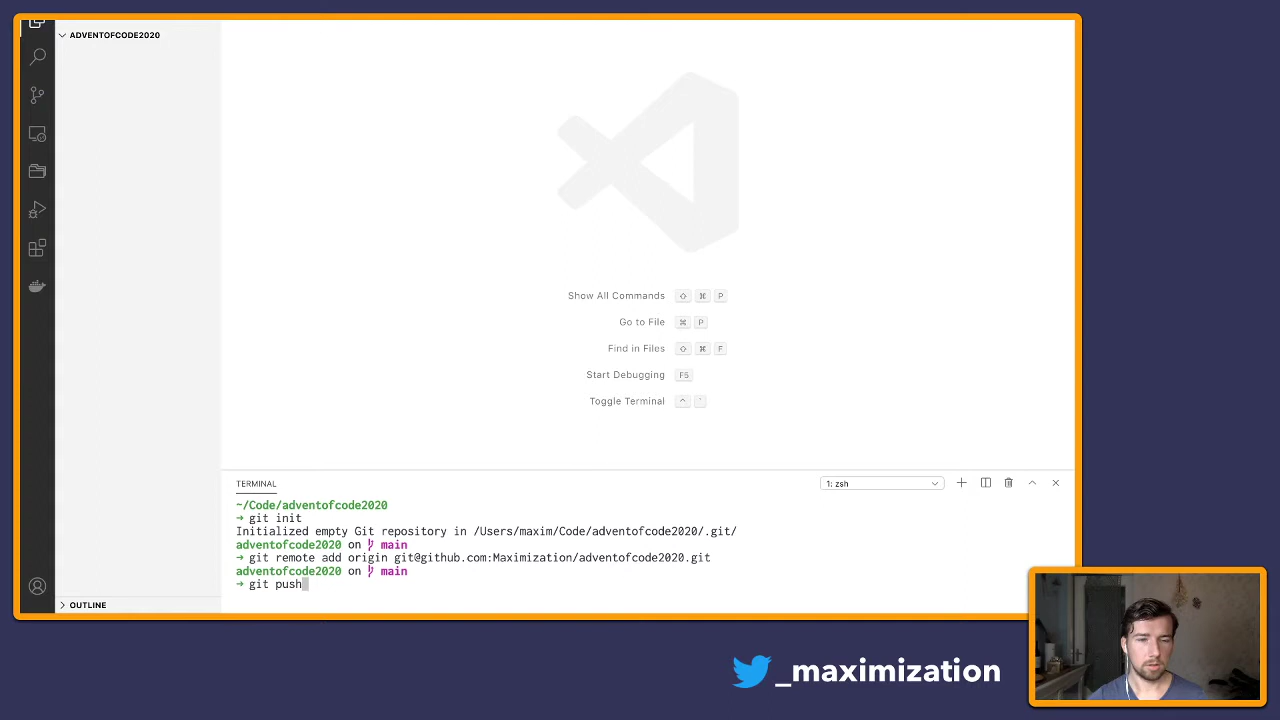 ADVENTOFCODE2020
Show All Commands ⇧ ⌘ P
Go to File ⌘ P
Find in Files ⇧ ⌘ F
Start Debugging F5
Toggle Terminal ^ `
TERMINAL
1: zsh
~/Code/adventofcode2020
➜ git init
Initialized empty Git repository in /Users/maxim/Code/adventofcode2020/.git/
adventofcode2020 on main
➜ git remote add origin git@github.com:Maximization/adventofcode2020.git
adventofcode2020 on main
➜ git push
OUTLINE
_maximization